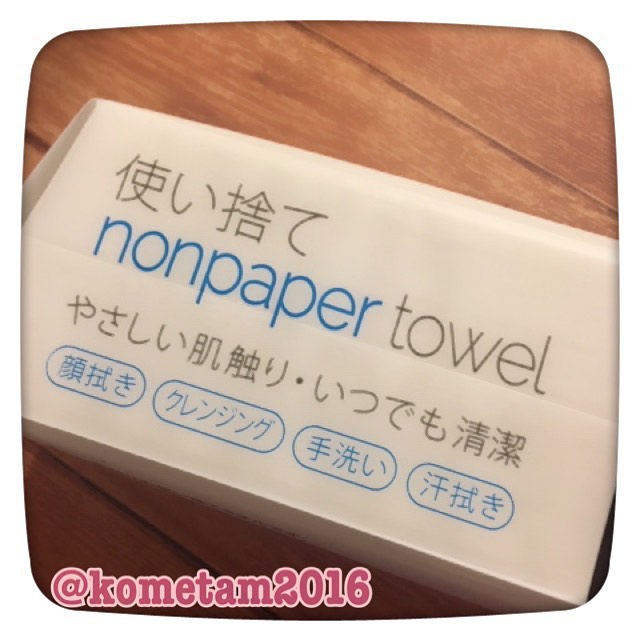 使い捨て
nonpaper towel
やさしい肌触り・いつでも清潔
顔拭き クレンジング 手洗い 汗拭き
@kometam2016